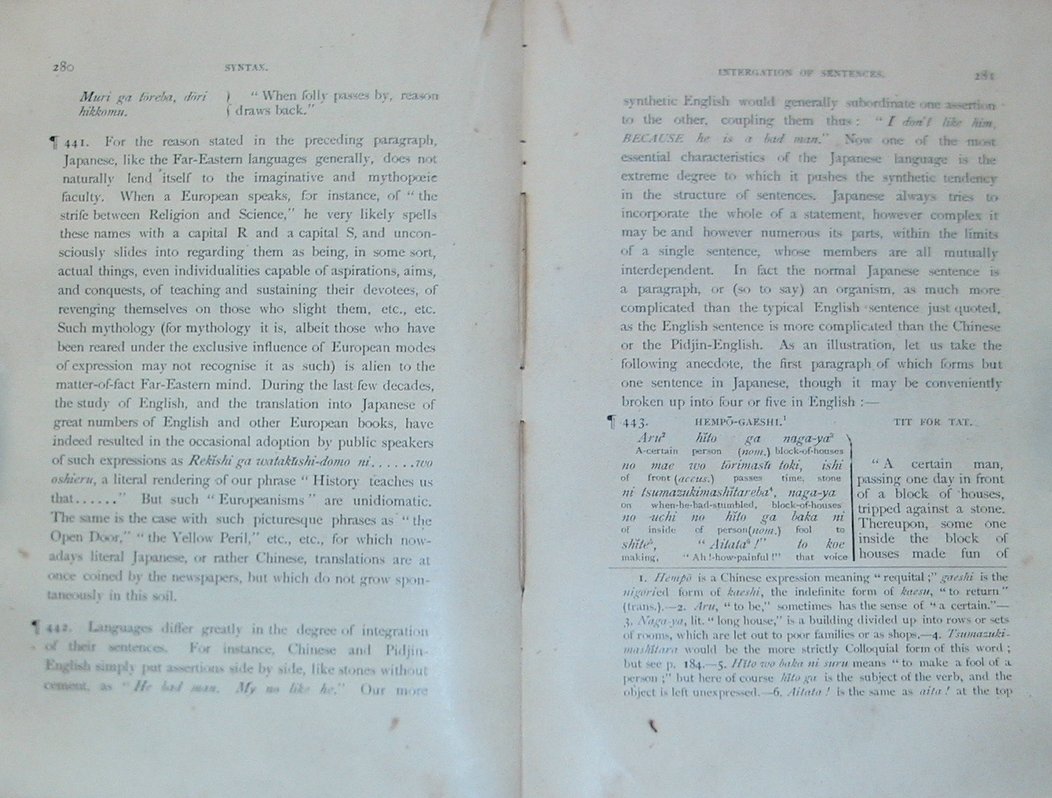 280 SYNTAX.
Muri ga tōreba, dōri } " When folly passes by, reason
hikkomu. { draws back."
¶ 441. For the reason stated in the preceding paragraph,
Japanese, like the Far-Eastern languages generally, does not
naturally lend itself to the imaginative and mythopœic
faculty. When a European speaks, for instance, of " the
strife between Religion and Science," he very likely spells
these names with a capital R and a capital S, and uncon-
sciously slides into regarding them as being, in some sort,
actual things, even individualities capable of aspirations, aims,
and conquests, of teaching and sustaining their devotees, of
revenging themselves on those who slight them, etc., etc.
Such mythology (for mythology it is, albeit those who have
been reared under the exclusive influence of European modes
of expression may not recognise it as such) is alien to the
matter-of-fact Far-Eastern mind. During the last few decades,
the study of English, and the translation into Japanese of
great numbers of English and other European books, have
indeed resulted in the occasional adoption by public speakers
of such expressions as Rekishi ga watakŭshi-domo ni......wo
oshieru, a literal rendering of our phrase " History teaches us
that......" But such " Europeanisms " are unidiomatic.
The same is the case with such picturesque phrases as " the
Open Door," " the Yellow Peril," etc., etc., for which now-
adays literal Japanese, or rather Chinese, translations are at
once coined by the newspapers, but which do not grow spon-
taneously in this soil.
¶ 442. Languages differ greatly in the degree of integration
of their sentences. For instance, Chinese and Pidjin-
English simply put assertions side by side, like stones without
cement, as " He bad man. My no like he." Our more
INTERGATION OF SENTENCES. 281
synthetic English would generally subordinate one assertion
to the other, coupling them thus : " I don't like him,
BECAUSE he is a bad man." Now one of the most
essential characteristics of the Japanese language is the
extreme degree to which it pushes the synthetic tendency
in the structure of sentences. Japanese always tries to
incorporate the whole of a statement, however complex it
may be and however numerous its parts, within the limits
of a single sentence, whose members are all mutually
interdependent. In fact the normal Japanese sentence is
a paragraph, or (so to say) an organism, as much more
complicated than the typical English sentence just quoted,
as the English sentence is more complicated than the Chinese
or the Pidjin-English. As an illustration, let us take the
following anecdote, the first paragraph of which forms but
one sentence in Japanese, though it may be conveniently
broken up into four or five in English :—
¶ 443. HEMPŌ-GAESHI.¹ TIT FOR TAT.
Aru² hĭto ga naga-ya³
A-certain person (nom.) block-of-houses
no mae wo tōrimasŭ toki, ishi
of front (accus.) passes time, stone
ni tsumazukimashĭtareba⁴, naga-ya
on when-he-had-stumbled, block-of-houses
no uchi no hĭto ga baka ni
of inside of person(nom.) fool to
shĭte⁵, " Aitata⁶ !" to koe
making, " Ah !-how-painful !" that voice
" A certain man,
passing one day in front
of a block of houses,
tripped against a stone.
Thereupon, some one
inside the block of
houses made fun of
1. Hempō is a Chinese expression meaning " requital ;" gaeshi is the
nigoried form of kaeshi, the indefinite form of kaesu, " to return "
(trans.).—2. Aru, " to be," sometimes has the sense of " a certain."—
3. Naga-ya, lit. " long house," is a building divided up into rows or sets
of rooms, which are let out to poor families or as shops.—4. Tsumazuki-
mashĭtara would be the more strictly Colloquial form of this word ;
but see p. 184.—5. Hĭto wo baka ni suru means " to make a fool of a
person ;" but here of course hĭto ga is the subject of the verb, and the
object is left unexpressed.—6. Aitata ! is the same as aita ! at the top